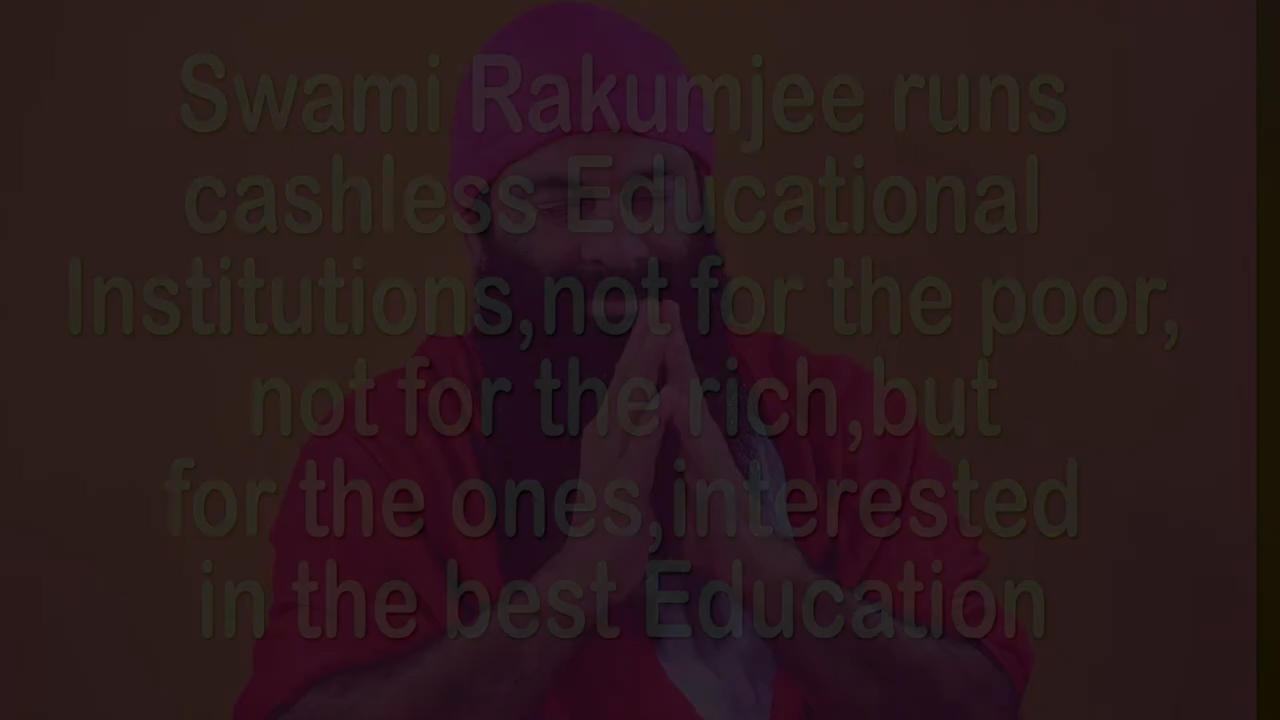 Swami Rakumjee runs
cashless Educational
Institutions,not for the poor,
not for the rich,but
for the ones,interested
in the best Education